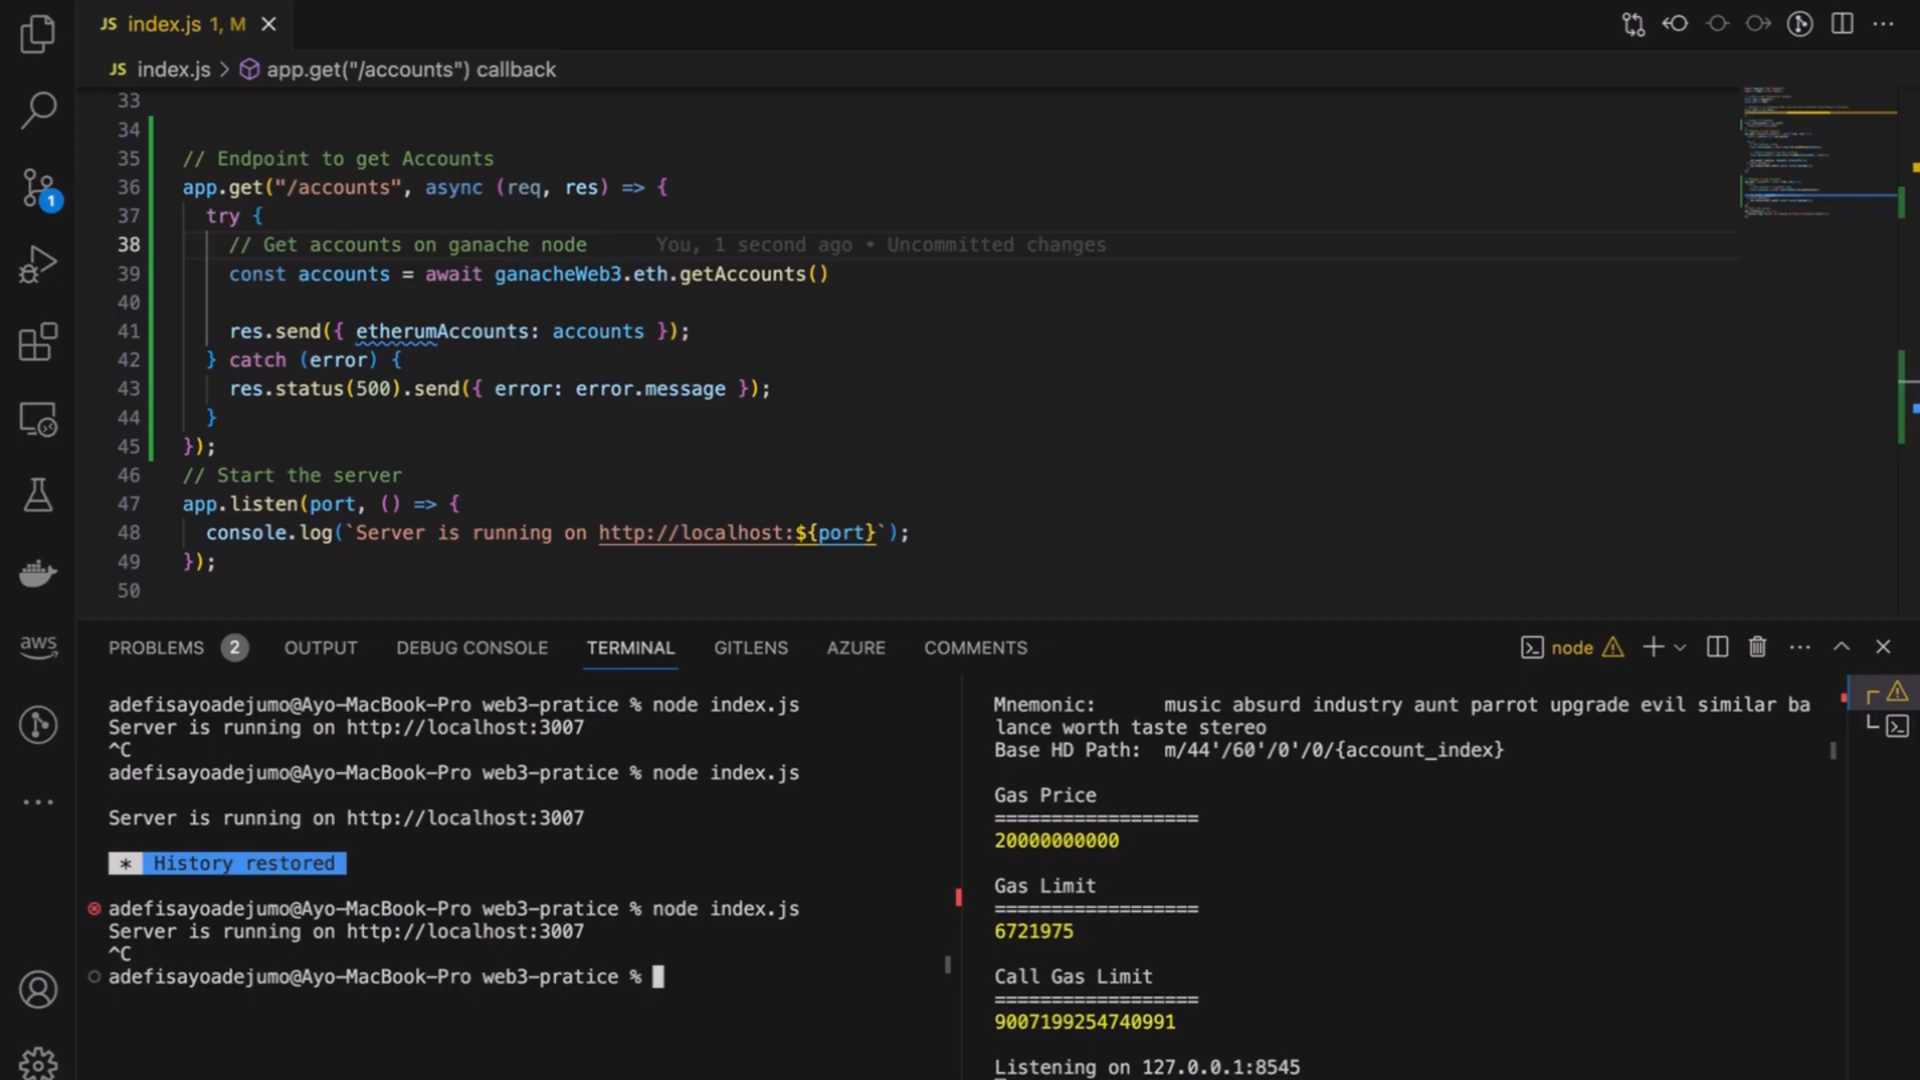 JS index.js 1, M
JS index.js > app.get("/accounts") callback
33
34
35 // Endpoint to get Accounts
36 app.get("/accounts", async (req, res) => {
37 try {
38 // Get accounts on ganache node You, 1 second ago • Uncommitted changes
39 const accounts = await ganacheWeb3.eth.getAccounts()
40
41 res.send({ etherumAccounts: accounts });
42 } catch (error) {
43 res.status(500).send({ error: error.message });
44 }
45 });
46 // Start the server
47 app.listen(port, () => {
48 console.log(`Server is running on http://localhost:${port}`);
49 });
50
1
aws
PROBLEMS 2 OUTPUT DEBUG CONSOLE TERMINAL GITLENS AZURE COMMENTS node
adefisayoadejumo@Ayo-MacBook-Pro web3-pratice % node index.js
Server is running on http://localhost:3007
^C
adefisayoadejumo@Ayo-MacBook-Pro web3-pratice % node index.js
Server is running on http://localhost:3007
* History restored
adefisayoadejumo@Ayo-MacBook-Pro web3-pratice % node index.js
Server is running on http://localhost:3007
^C
adefisayoadejumo@Ayo-MacBook-Pro web3-pratice %
Mnemonic: music absurd industry aunt parrot upgrade evil similar ba
lance worth taste stereo
Base HD Path: m/44'/60'/0'/0/{account_index}
Gas Price
==================
20000000000
Gas Limit
==================
6721975
Call Gas Limit
==================
9007199254740991
Listening on 127.0.0.1:8545